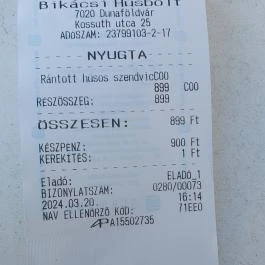 Bikácsi Húsbolt
7020 Dunaföldvár
Kossuth utca 25
ADÓSZÁM: 23799103-2-17
NYUGTA
Rántott húsos szendvicC00
899 C00
RÉSZÖSSZEG: 899
ÖSSZESEN: 899 Ft
KÉSZPÉNZ: 900 Ft
KEREKÍTÉS: 1 Ft
Eladó: ELADÓ_1
BIZONYLATSZÁM: 0280/00073
2024.03.20. 16:14
NAV ELLENŐRZŐ KÓD: 71EE0
AP A15502735